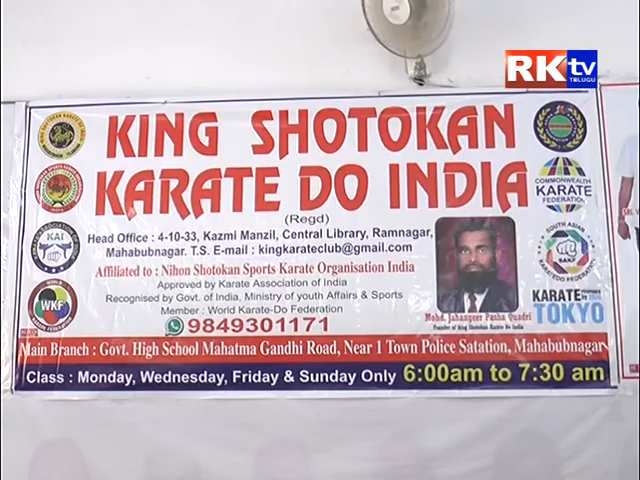 RK tv
TELUGU
KING SHOTOKAN
KARATE DO INDIA
(Regd)
Head Office : 4-10-33, Kazmi Manzil, Central Library, Ramnagar,
Mahabubnagar. T.S. E-mail : kingkarateclub@gmail.com
Affiliated to : Nihon Shotokan Sports Karate Organisation India
Approved by Karate Association of India
Recognised by Govt. of India, Ministry of youth Affairs & Sports
Member : World Karate-Do Federation
9849301171
Mohd. Jahangeer Pasha Quadri
Founder of King Shotokan Karate Do India
KAI
WKF
COMMONWEALTH
KARATE
FEDERATION
SOUTH ASIAN
SAKF
KARATEDO FEDERATION
KARATE
TOKYO
Main Branch : Govt. High School Mahatma Gandhi Road, Near 1 Town Police Satation, Mahabubnagar
Class : Monday, Wednesday, Friday & Sunday Only 6:00am to 7:30 am